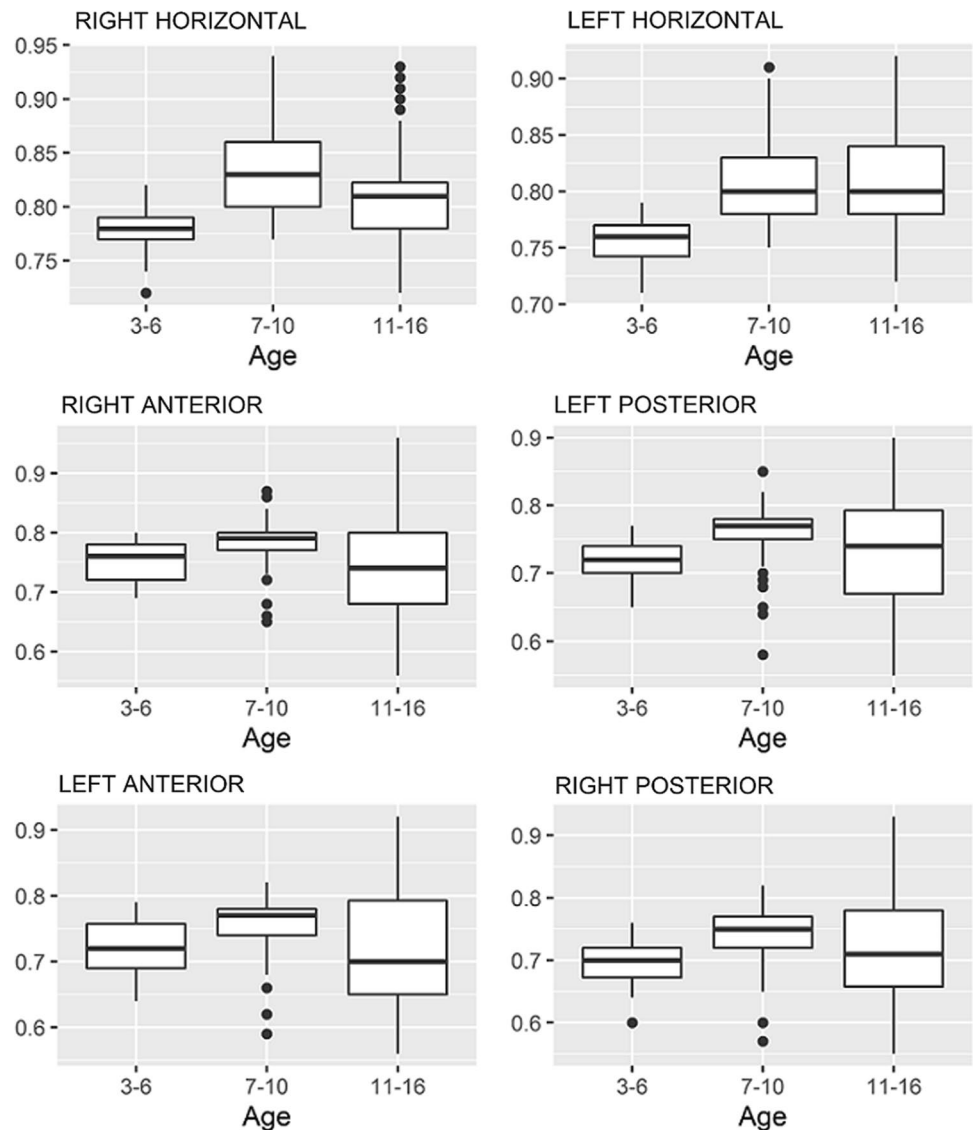 RIGHT HORIZONTAL
0.95
0.90
0.85
0.80
0.75
3-6 7-10 11-16
Age
LEFT HORIZONTAL
0.90
0.85
0.80
0.75
0.70
3-6 7-10 11-16
Age
RIGHT ANTERIOR
0.9
0.8
0.7
0.6
3-6 7-10 11-16
Age
LEFT POSTERIOR
0.9
0.8
0.7
0.6
3-6 7-10 11-16
Age
LEFT ANTERIOR
0.9
0.8
0.7
0.6
3-6 7-10 11-16
Age
RIGHT POSTERIOR
0.9
0.8
0.7
0.6
3-6 7-10 11-16
Age